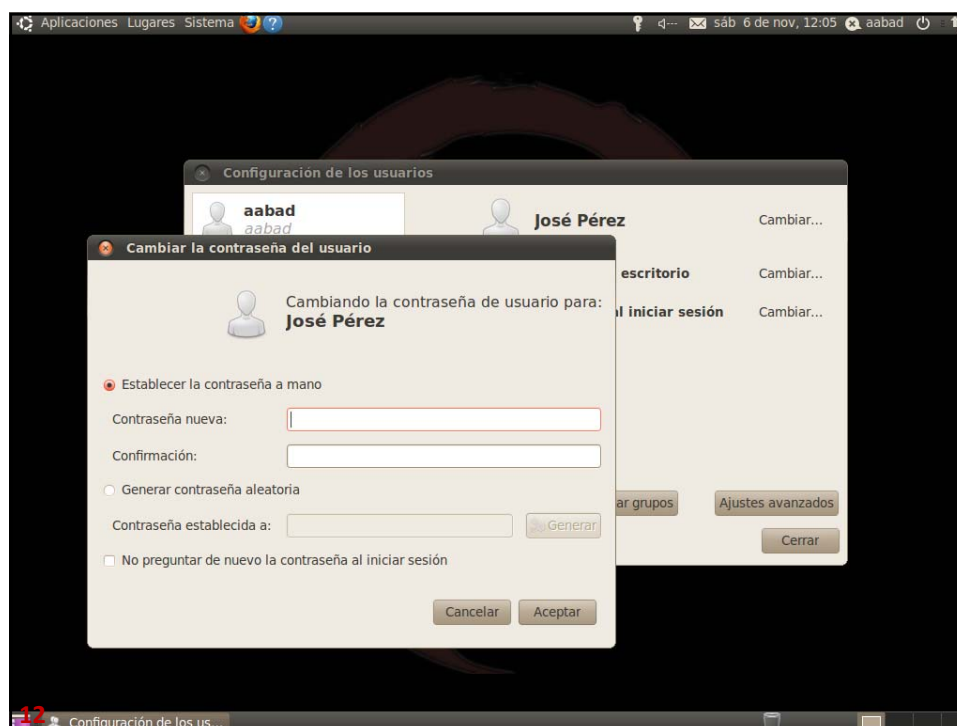 Aplicaciones Lugares Sistema sáb 6 de nov, 12:05 aabad
Configuración de los usuarios
aabad
aabad
José Pérez Cambiar...
escritorio Cambiar...
al iniciar sesión Cambiar...
Cambiar la contraseña del usuario
Cambiando la contraseña de usuario para:
José Pérez
Establecer la contraseña a mano
Contraseña nueva:
Confirmación:
Generar contraseña aleatoria
Contraseña establecida a: Generar
No preguntar de nuevo la contraseña al iniciar sesión
Cancelar Aceptar
ar grupos Ajustes avanzados
Cerrar
12 Configuración de los us...